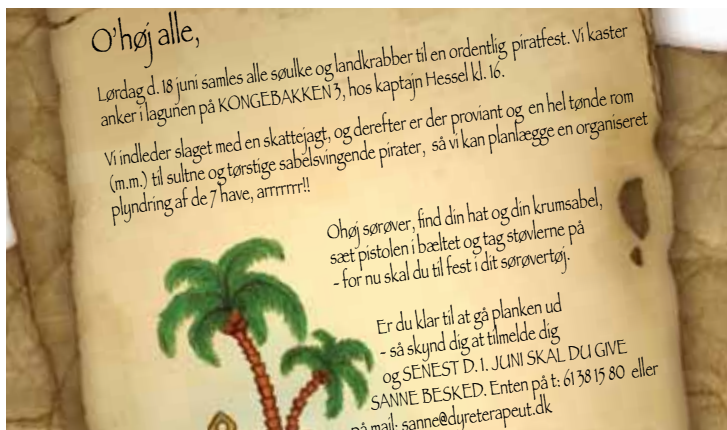 O'høj alle,
Lørdag d. 18 juni samles alle søulke og landkrabber til en ordentlig piratfest. Vi kaster
anker i lagunen på KONGEBAKKEN 3, hos kaptajn Hessel kl. 16.
Vi indleder slaget med en skattejagt, og derefter er der proviant og en hel tønde rom
(m.m.) til sultne og tørstige sabelsvingende pirater, så vi kan planlægge en organiseret
plyndring af de 7 have, arrrrrrr!!
Ohøj sørøver, find din hat og din krumsabel,
sæt pistolen i bæltet og tag støvlerne på
- for nu skal du til fest i dit sørøvertøj.
Er du klar til at gå planken ud
- så skynd dig at tilmelde dig
og SENEST D. 1. JUNI SKAL DU GIVE
SANNE BESKED. Enten på t: 61 38 15 80 eller
på mail: sanne@dyreterapeut.dk